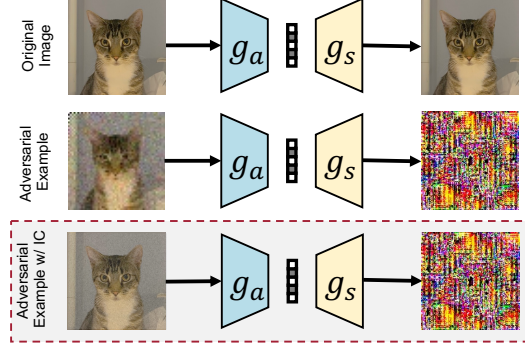 Original
Image
g_a
g_s
Adversarial
Example
g_a
g_s
Adversarial
Example w/ IC
g_a
g_s